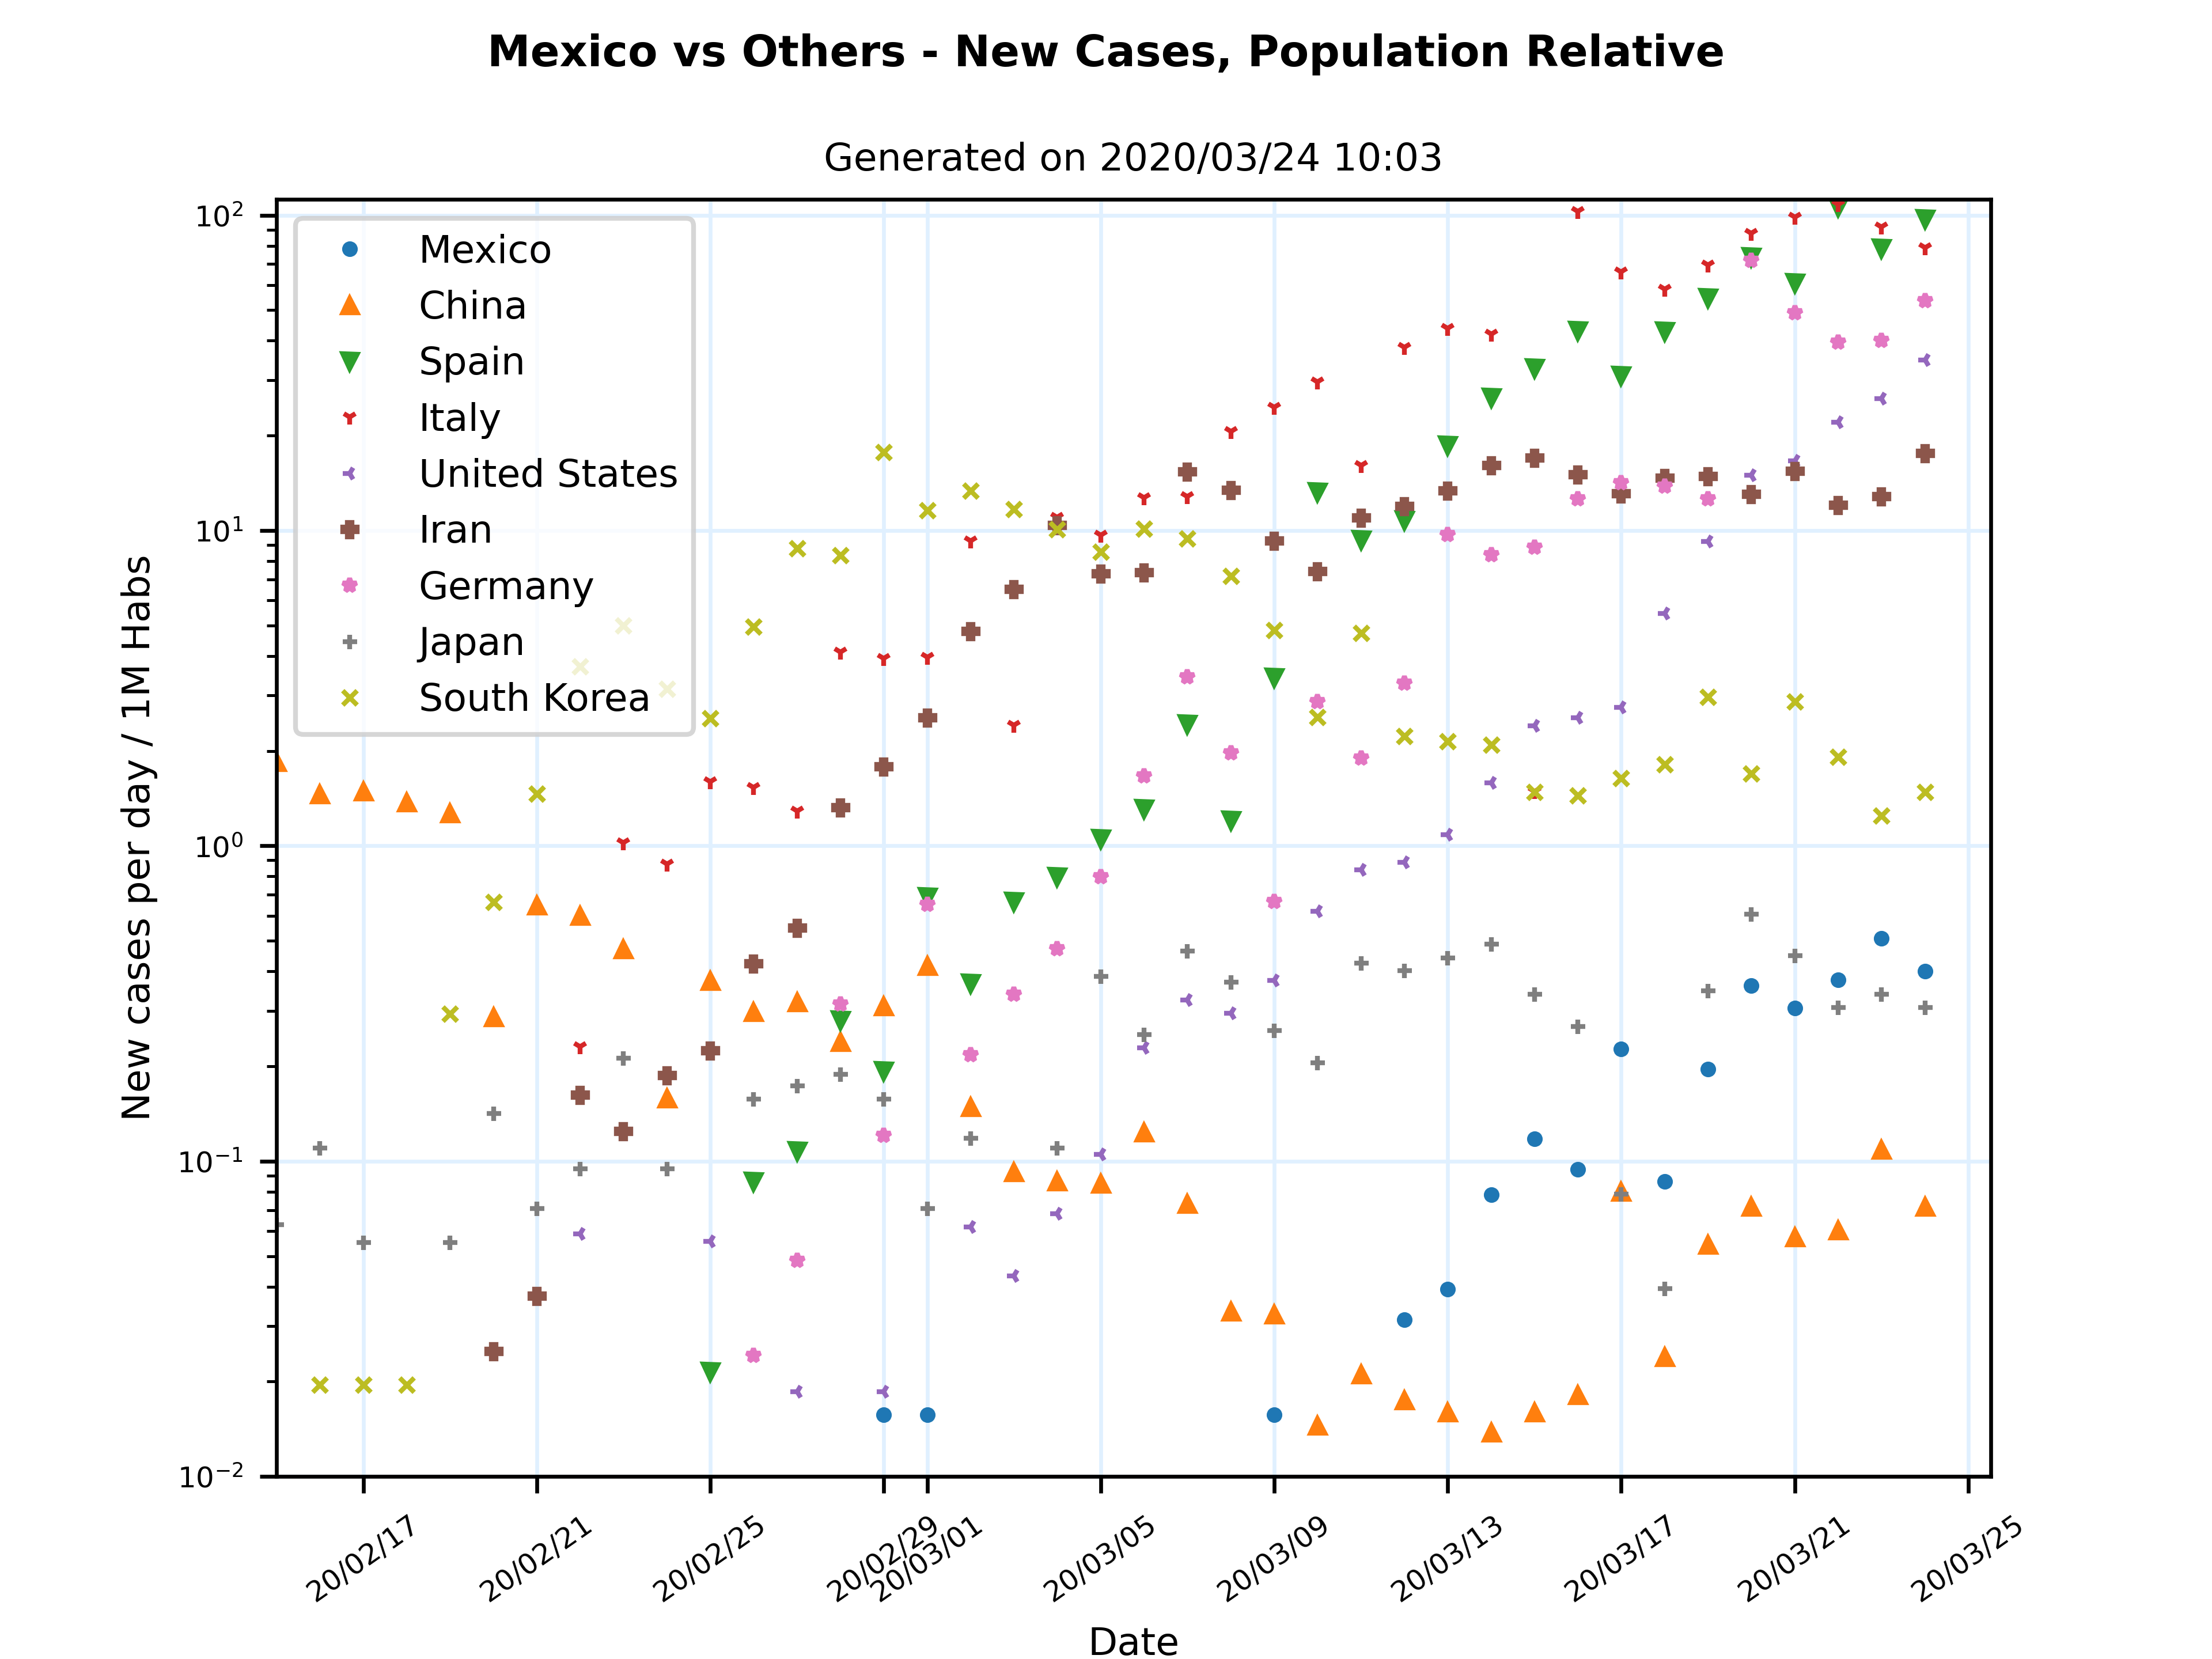 Mexico vs Others - New Cases, Population Relative
Generated on 2020/03/24 10:03
New cases per day / 1M Habs
10²
10¹
10⁰
10⁻¹
10⁻²
Mexico
China
Spain
Italy
United States
Iran
Germany
Japan
South Korea
20/02/17
20/02/21
20/02/25
20/02/29
20/03/01
20/03/05
20/03/09
20/03/13
20/03/17
20/03/21
20/03/25
Date